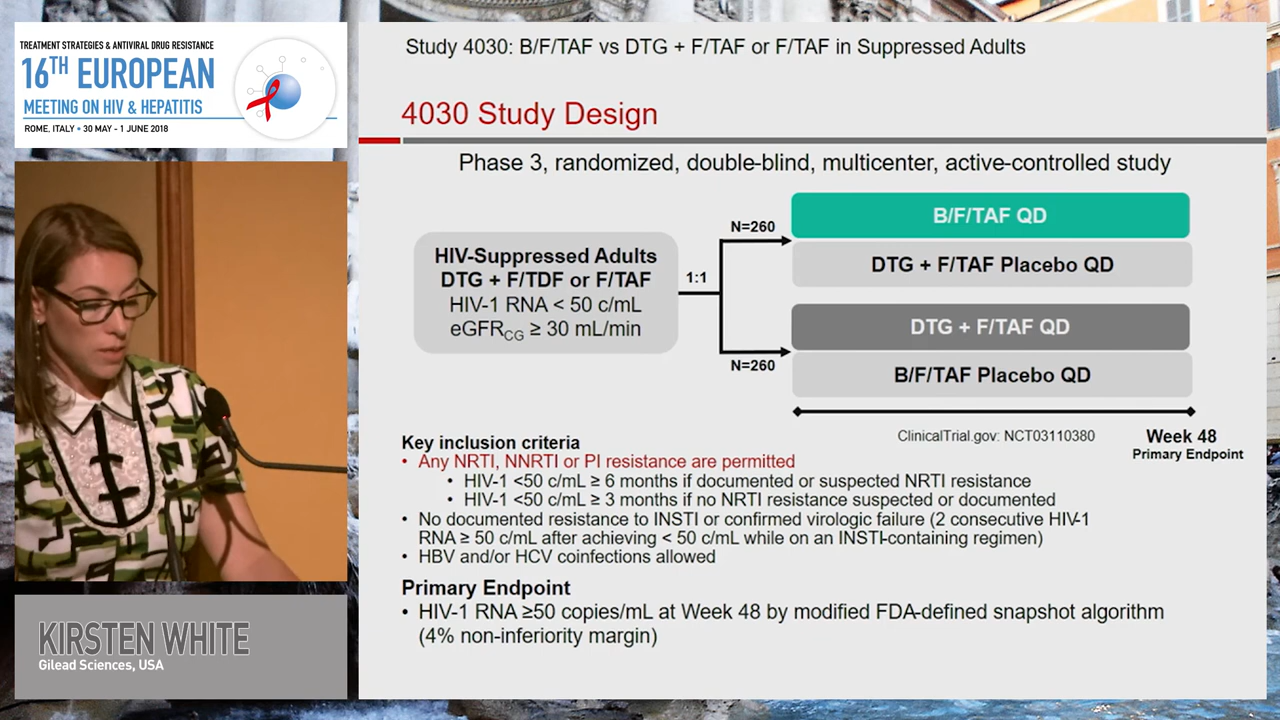 TREATMENT STRATEGIES & ANTIVIRAL DRUG RESISTANCE
16TH EUROPEAN
MEETING ON HIV & HEPATITIS
ROME, ITALY • 30 MAY - 1 JUNE 2018
KIRSTEN WHITE
Gilead Sciences, USA
Study 4030: B/F/TAF vs DTG + F/TAF or F/TAF in Suppressed Adults
4030 Study Design
Phase 3, randomized, double-blind, multicenter, active-controlled study
HIV-Suppressed Adults
DTG + F/TDF or F/TAF
HIV-1 RNA < 50 c/mL
eGFRCG ≥ 30 mL/min
1:1
N=260
B/F/TAF QD
DTG + F/TAF Placebo QD
N=260
DTG + F/TAF QD
B/F/TAF Placebo QD
ClinicalTrial.gov: NCT03110380
Week 48
Primary Endpoint
Key inclusion criteria
• Any NRTI, NNRTI or PI resistance are permitted
• HIV-1 <50 c/mL ≥ 6 months if documented or suspected NRTI resistance
• HIV-1 <50 c/mL ≥ 3 months if no NRTI resistance suspected or documented
• No documented resistance to INSTI or confirmed virologic failure (2 consecutive HIV-1
RNA ≥ 50 c/mL after achieving < 50 c/mL while on an INSTI-containing regimen)
• HBV and/or HCV coinfections allowed
Primary Endpoint
• HIV-1 RNA ≥50 copies/mL at Week 48 by modified FDA-defined snapshot algorithm
(4% non-inferiority margin)